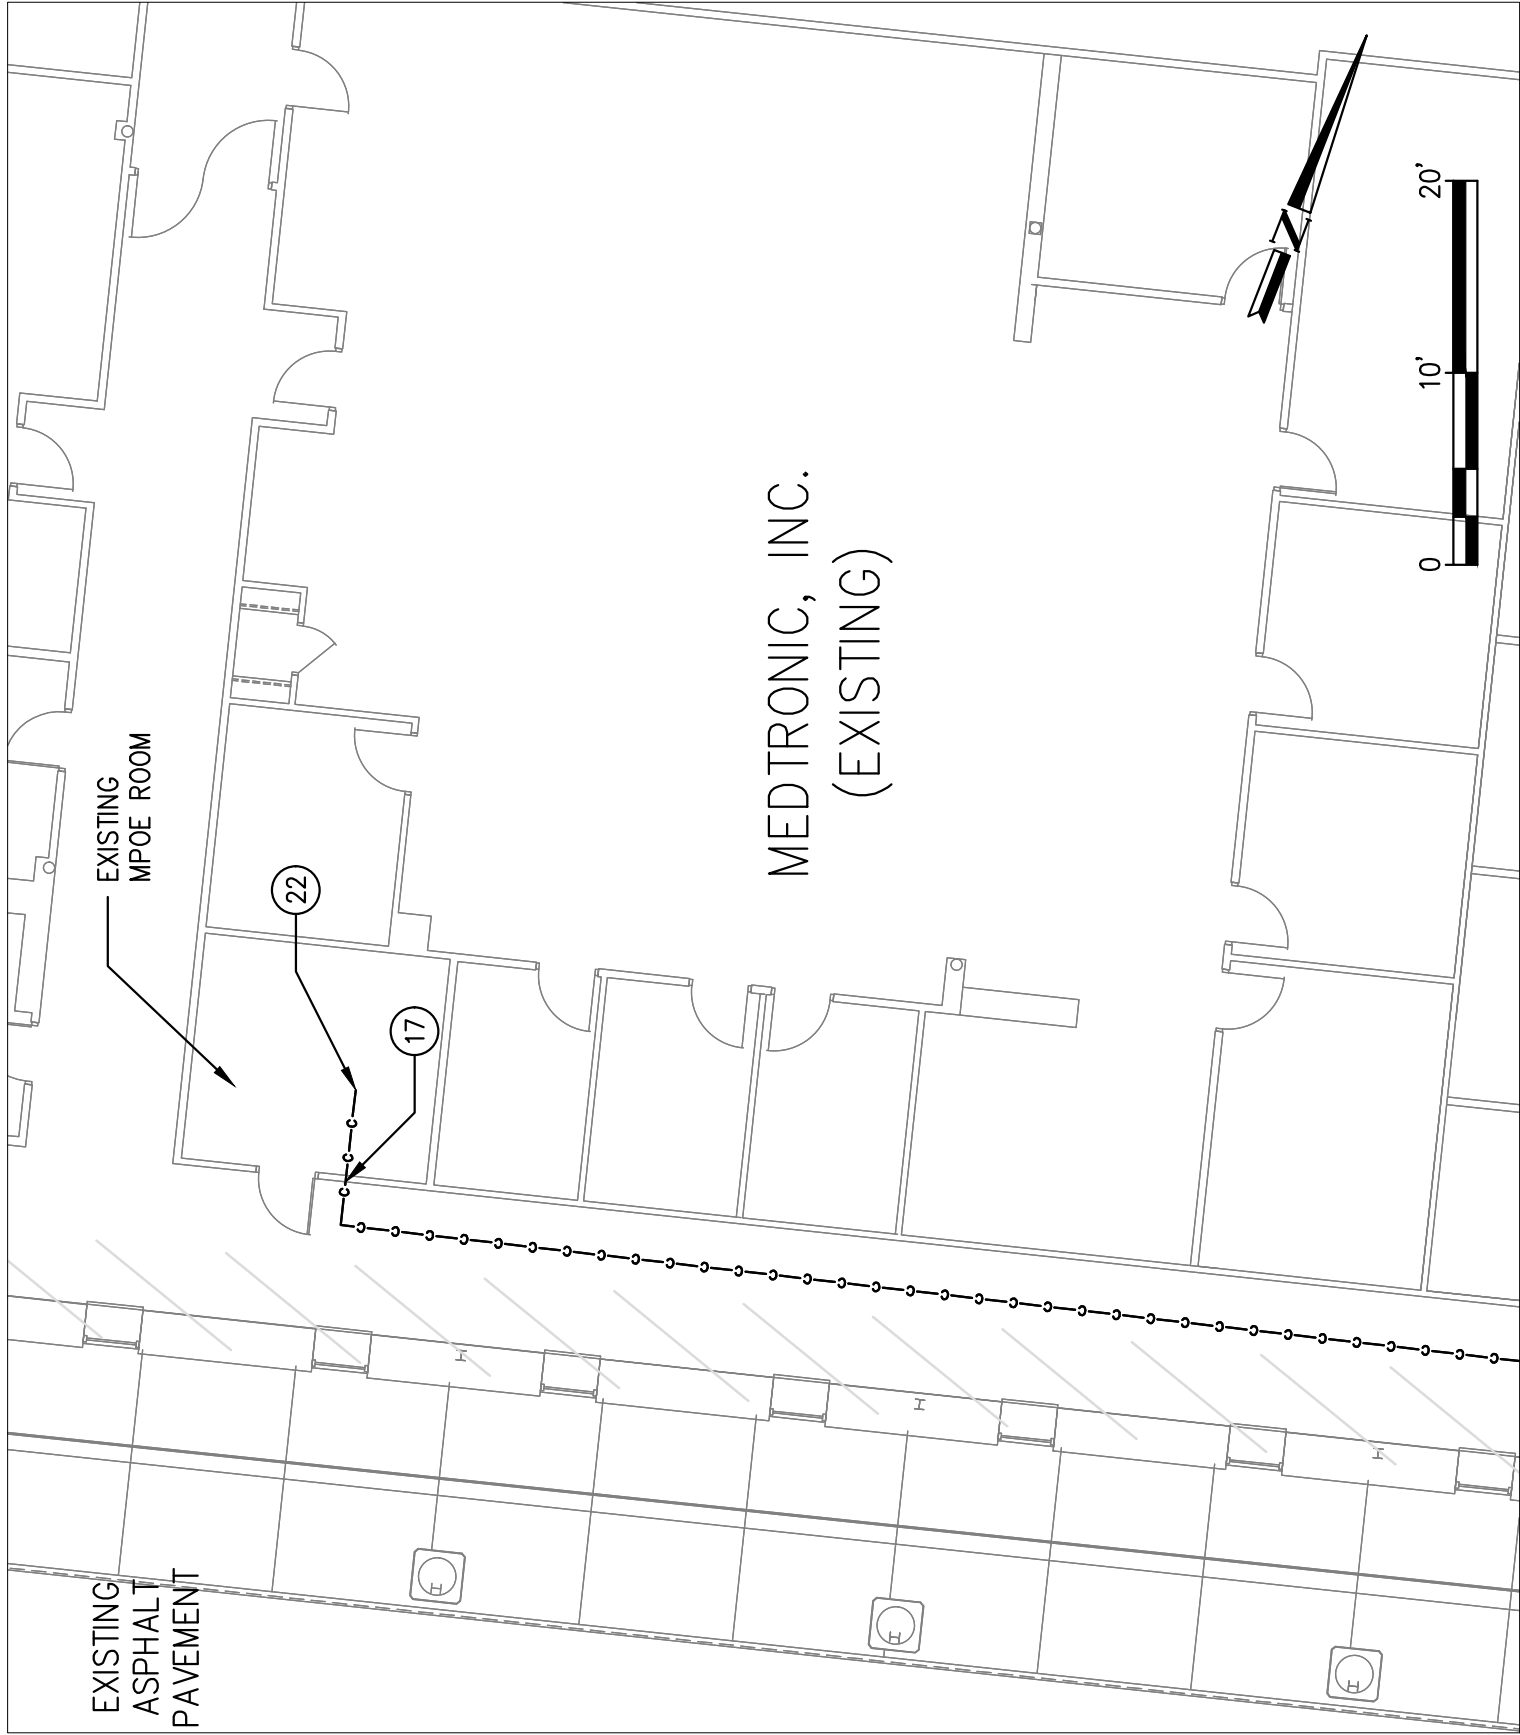 EXISTING
MPOE ROOM
22
17
MEDTRONIC, INC.
(EXISTING)
EXISTING
ASPHALT
PAVEMENT
N
0
10'
20'
C C C C C C C C C C C C C C C C C C C C C C C C C C C C C C C C C C C C C
H
H
H